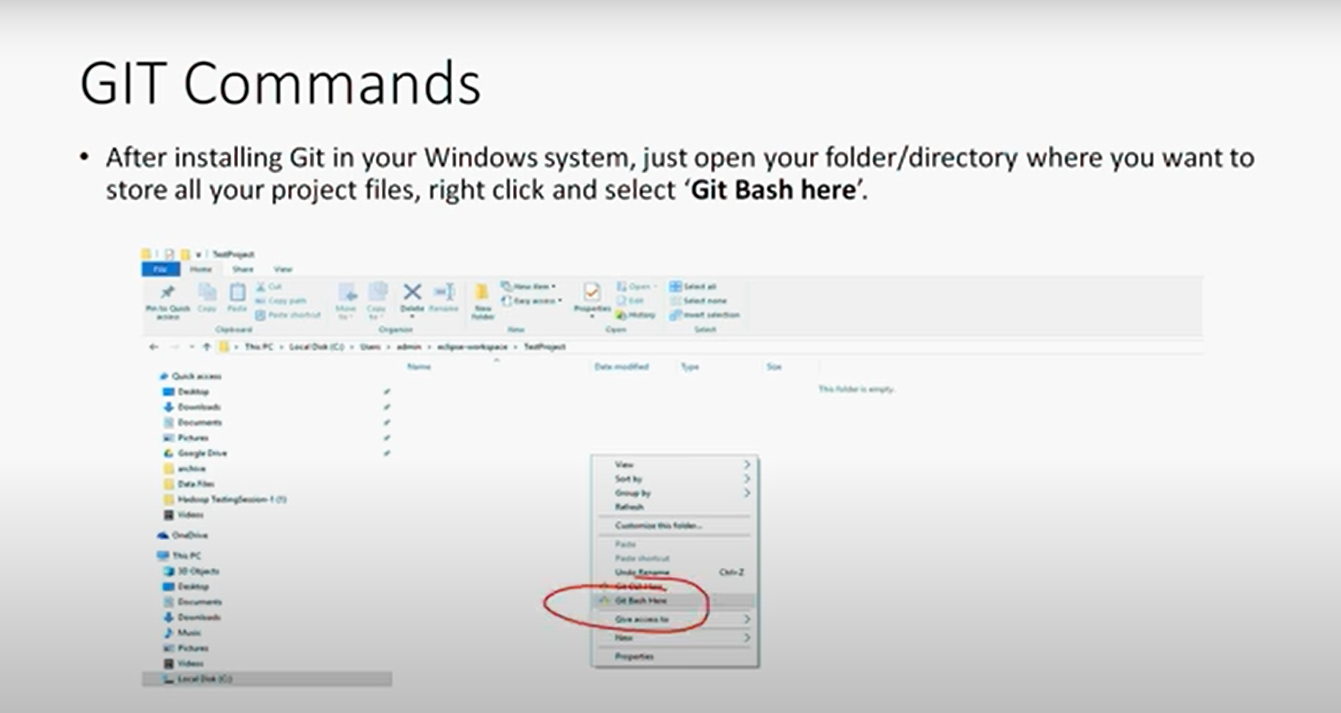 GIT Commands
• After installing Git in your Windows system, just open your folder/directory where you want to
store all your project files, right click and select ‘Git Bash here’.
TestProject
File Home Share View
Pin to Quick access
Copy
Paste
Cut
Copy path
Paste shortcut
Clipboard
Move to
Copy to
Delete
Rename
Organize
New folder
New item
Easy access
New
Properties
Open
Edit
History
Open
Select all
Select none
Invert selection
Select
This PC > Local Disk (C:) > Users > admin > eclipse-workspace > TestProject
Name Date modified Type Size
This folder is empty.
Quick access
Desktop
Downloads
Documents
Pictures
Google Drive
archive
Data Files
Hadoop TestingSession-1 (1)
Videos
OneDrive
This PC
3D Objects
Desktop
Documents
Downloads
Music
Pictures
Videos
Local Disk (C:)
View
Sort by
Group by
Refresh
Customize this folder...
Paste
Paste shortcut
Undo Rename Ctrl+Z
Git GUI Here
Git Bash Here
Give access to
New
Properties